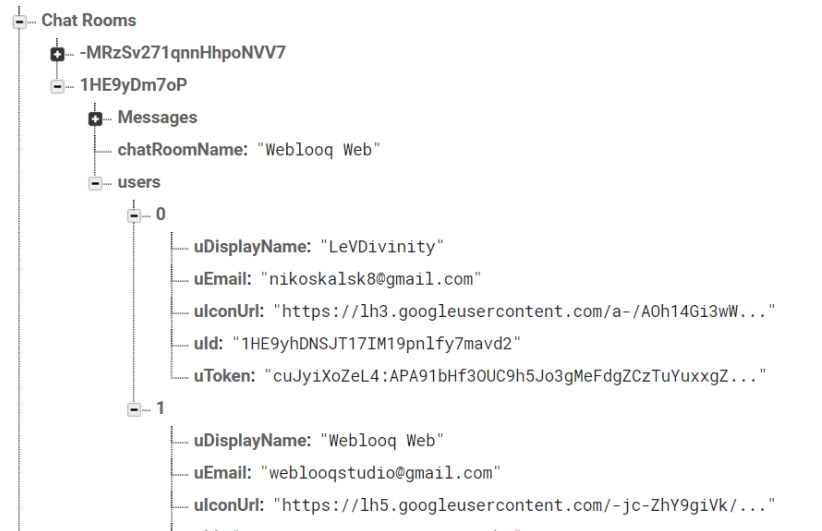 Chat Rooms
-MRzSv271qnnHhpoNVV7
1HE9yDm7oP
Messages
chatRoomName: "Weblooq Web"
users
0
uDisplayName: "LeVDivinity"
uEmail: "nikoskalsk8@gmail.com"
uIconUrl: "https://lh3.googleusercontent.com/a-/AOh14Gi3wW..."
uId: "1HE9yhDNSJT17IM19pnlfy7mavd2"
uToken: "cuJyiXoZeL4:APA91bHf3OUC9h5Jo3gMeFdgZCzTuYuxxgZ..."
1
uDisplayName: "Weblooq Web"
uEmail: "weblooqstudio@gmail.com"
uIconUrl: "https://lh5.googleusercontent.com/-jc-ZhY9giVk/..."